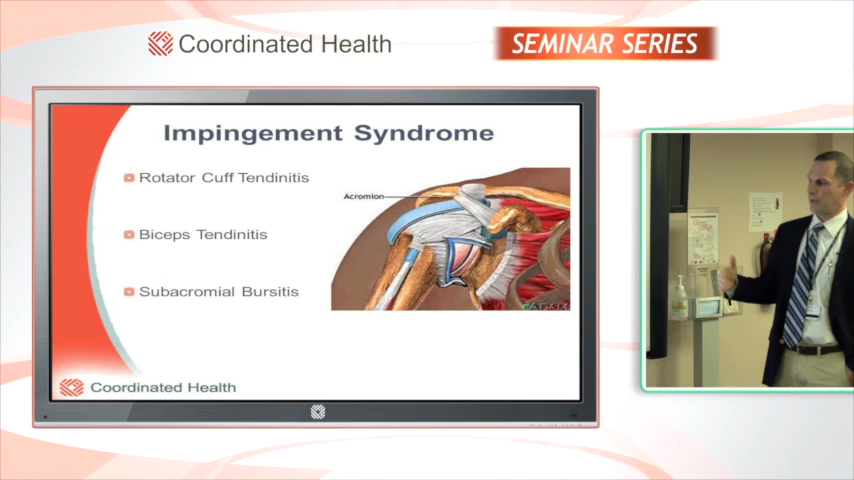 Coordinated Health
SEMINAR SERIES
Impingement Syndrome
Rotator Cuff Tendinitis
Acromion
Biceps Tendinitis
Subacromial Bursitis
ADAM
Coordinated Health